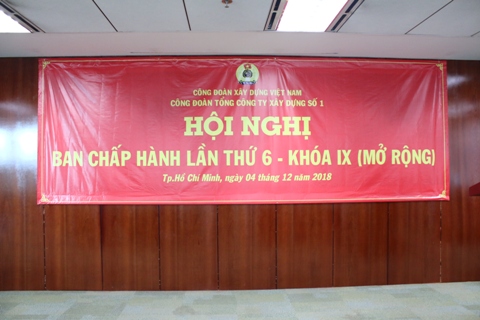 CÔNG ĐOÀN XÂY DỰNG VIỆT NAM
CÔNG ĐOÀN TỔNG CÔNG TY XÂY DỰNG SỐ 1
HỘI NGHỊ
BAN CHẤP HÀNH LẦN THỨ 6 - KHÓA IX (MỞ RỘNG)
Tp.Hồ Chí Minh, ngày 04 tháng 12 năm 2018